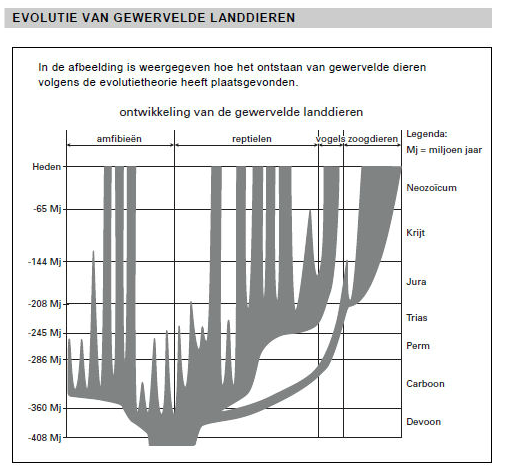 EVOLUTIE VAN GEWERVELDE LANDDIEREN
In de afbeelding is weergegeven hoe het ontstaan van gewervelde dieren
volgens de evolutietheorie heeft plaatsgevonden.
ontwikkeling van de gewervelde landdieren
amfibieën reptielen vogels zoogdieren
Legenda:
Mj = miljoen jaar
Heden
Neozoïcum
-65 Mj
Krijt
-144 Mj
Jura
-208 Mj
Trias
-245 Mj
Perm
-286 Mj
Carboon
-360 Mj
Devoon
-408 Mj